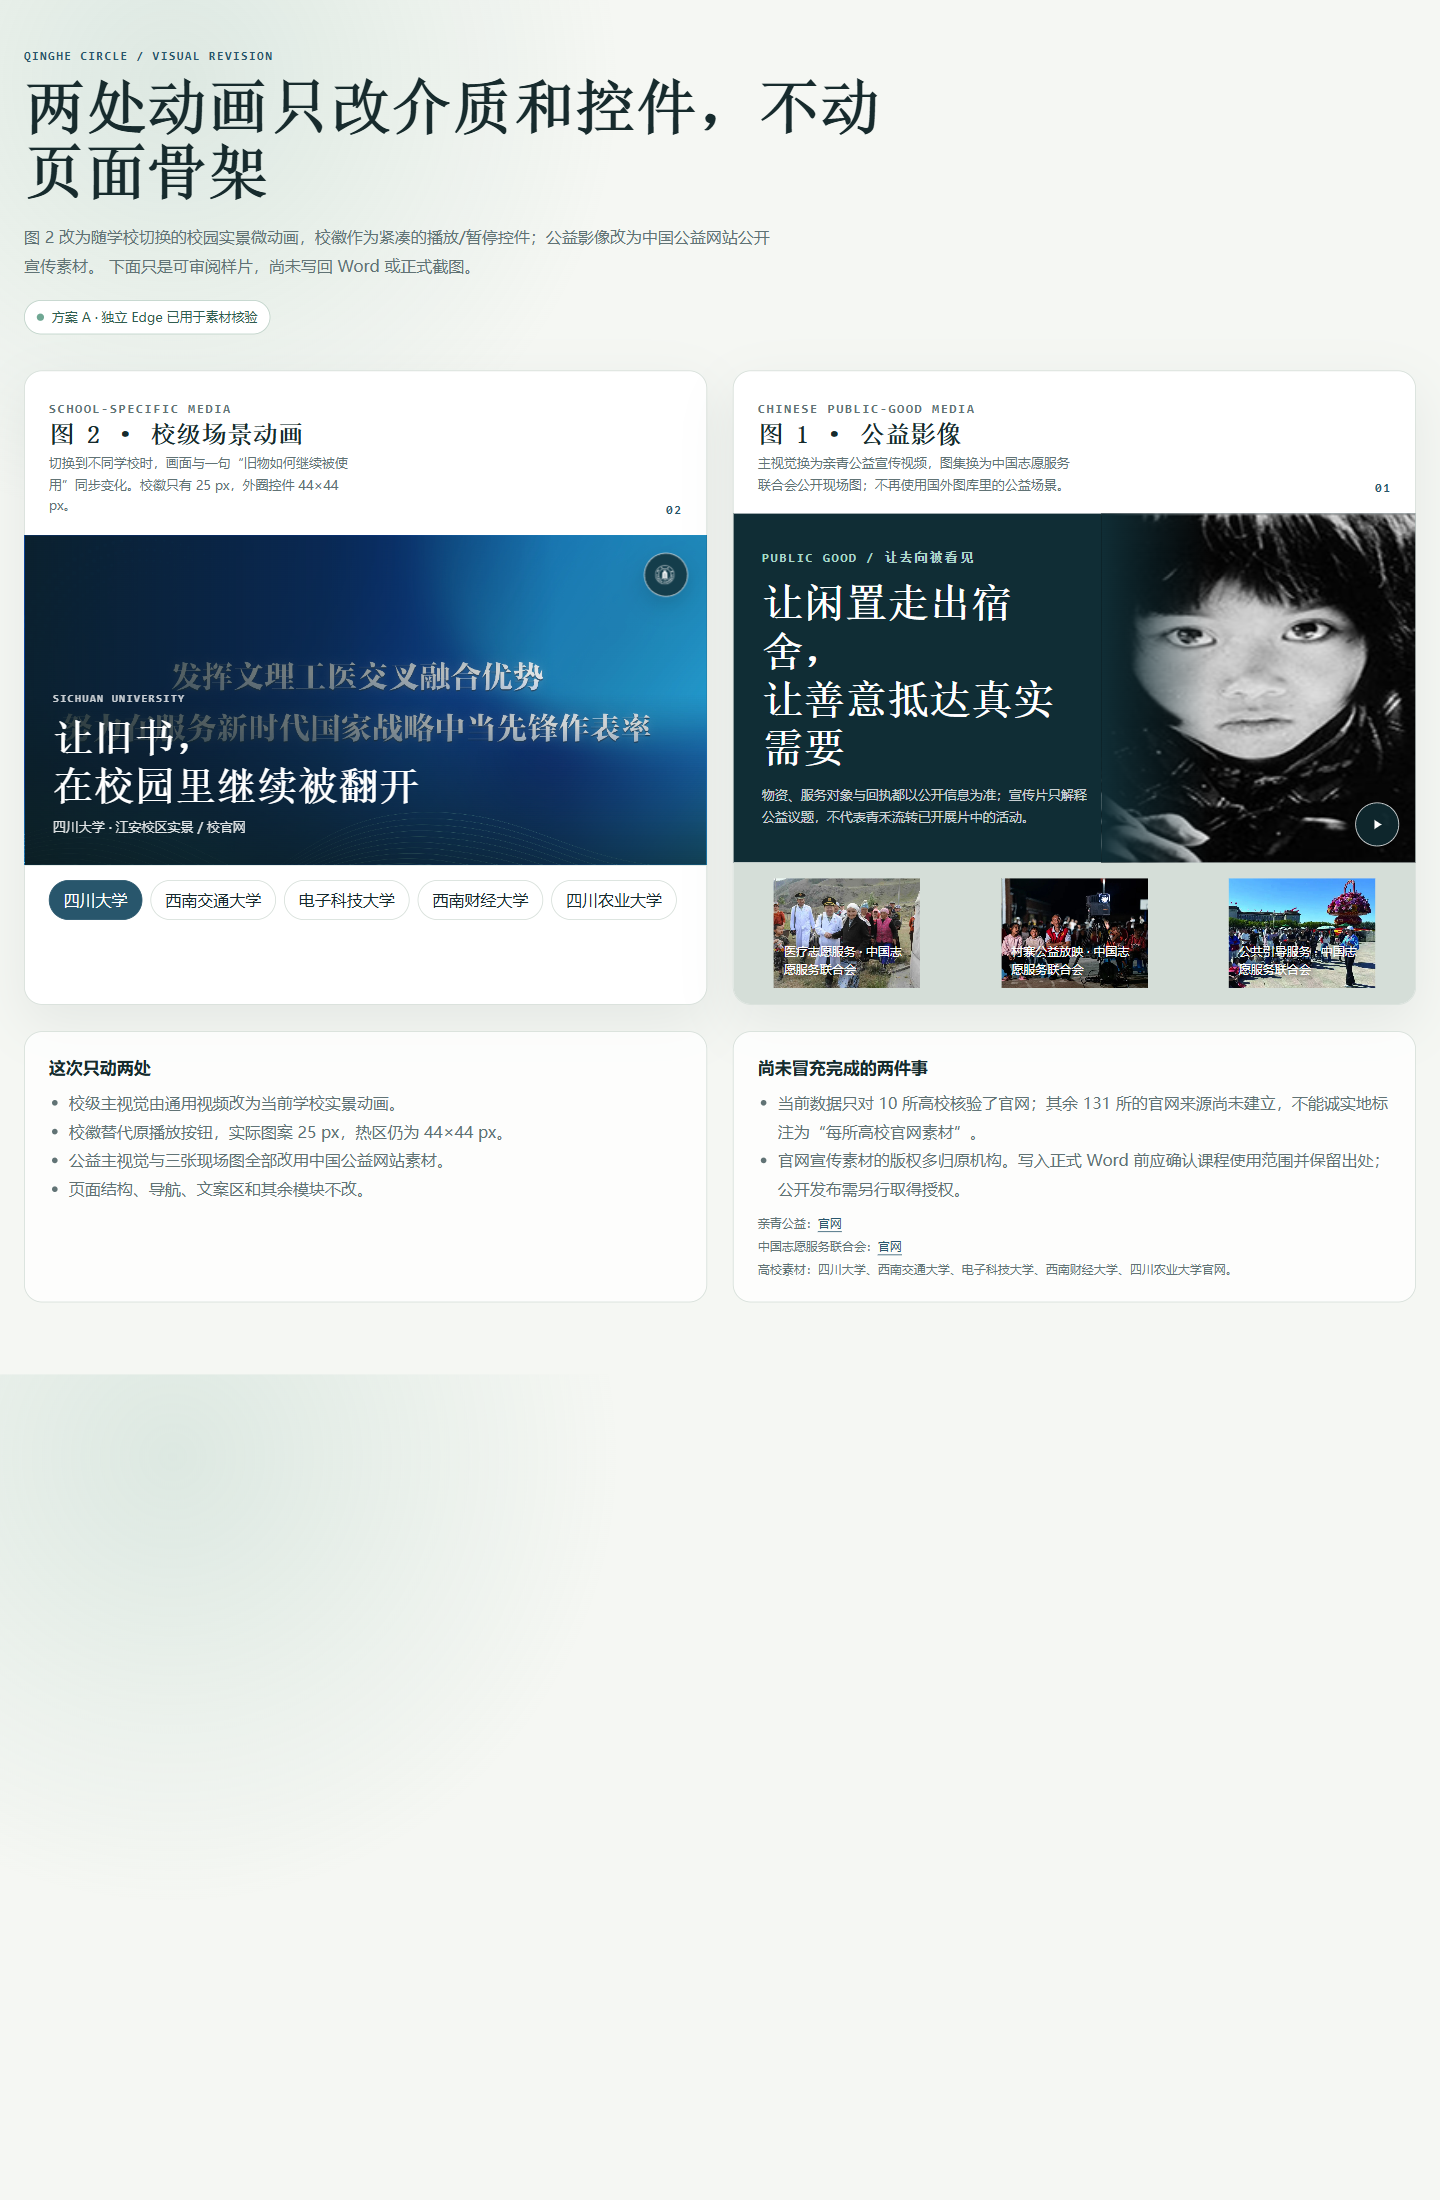 QINGHE CIRCLE / VISUAL REVISION
两处动画只改介质和控件，不动
页面骨架
图 2 改为随学校切换的校园实景微动画，校徽作为紧凑的播放/暂停控件；公益影像改为中国公益网站公开
宣传素材。 下面只是可审阅样片，尚未写回 Word 或正式截图。
方案 A · 独立 Edge 已用于素材核验
SCHOOL-SPECIFIC MEDIA
图 2 · 校级场景动画
切换到不同学校时，画面与一句“旧物如何继续被使
用”同步变化。校徽只有 25 px，外圈控件 44×44
px。
02
发挥文理工医交叉融合优势
服务新时代国家战略中当先锋作表率
SICHUAN UNIVERSITY
让旧书，
在校园里继续被翻开
四川大学 · 江安校区实景 / 校官网
四川大学
西南交通大学
电子科技大学
西南财经大学
四川农业大学
CHINESE PUBLIC-GOOD MEDIA
图 1 · 公益影像
主视觉换为亲青公益宣传视频，图集换为中国志愿服务
联合会公开现场图；不再使用国外图库里的公益场景。
01
PUBLIC GOOD / 让去向被看见
让闲置走出宿
舍，
让善意抵达真实
需要
物资、服务对象与回执都以公开信息为准；宣传片只解释
公益议题，不代表青禾流转已开展片中的活动。
医疗志愿服务 · 中国志
愿服务联合会
村寨公益放映 · 中国志
愿服务联合会
公共引导服务 · 中国志
愿服务联合会
这次只动两处
• 校级主视觉由通用视频改为当前学校实景动画。
• 校徽替代原播放按钮，实际图案 25 px，热区仍为 44×44 px。
• 公益主视觉与三张现场图全部改用中国公益网站素材。
• 页面结构、导航、文案区和其余模块不改。
尚未冒充完成的两件事
• 当前数据只对 10 所高校核验了官网；其余 131 所的官网来源尚未建立，不能诚实地标
注为“每所高校官网素材”。
• 官网宣传素材的版权多归原机构。写入正式 Word 前应确认课程使用范围并保留出处；
公开发布需另行取得授权。
亲青公益：官网
中国志愿服务联合会：官网
高校素材：四川大学、西南交通大学、电子科技大学、西南财经大学、四川农业大学官网。